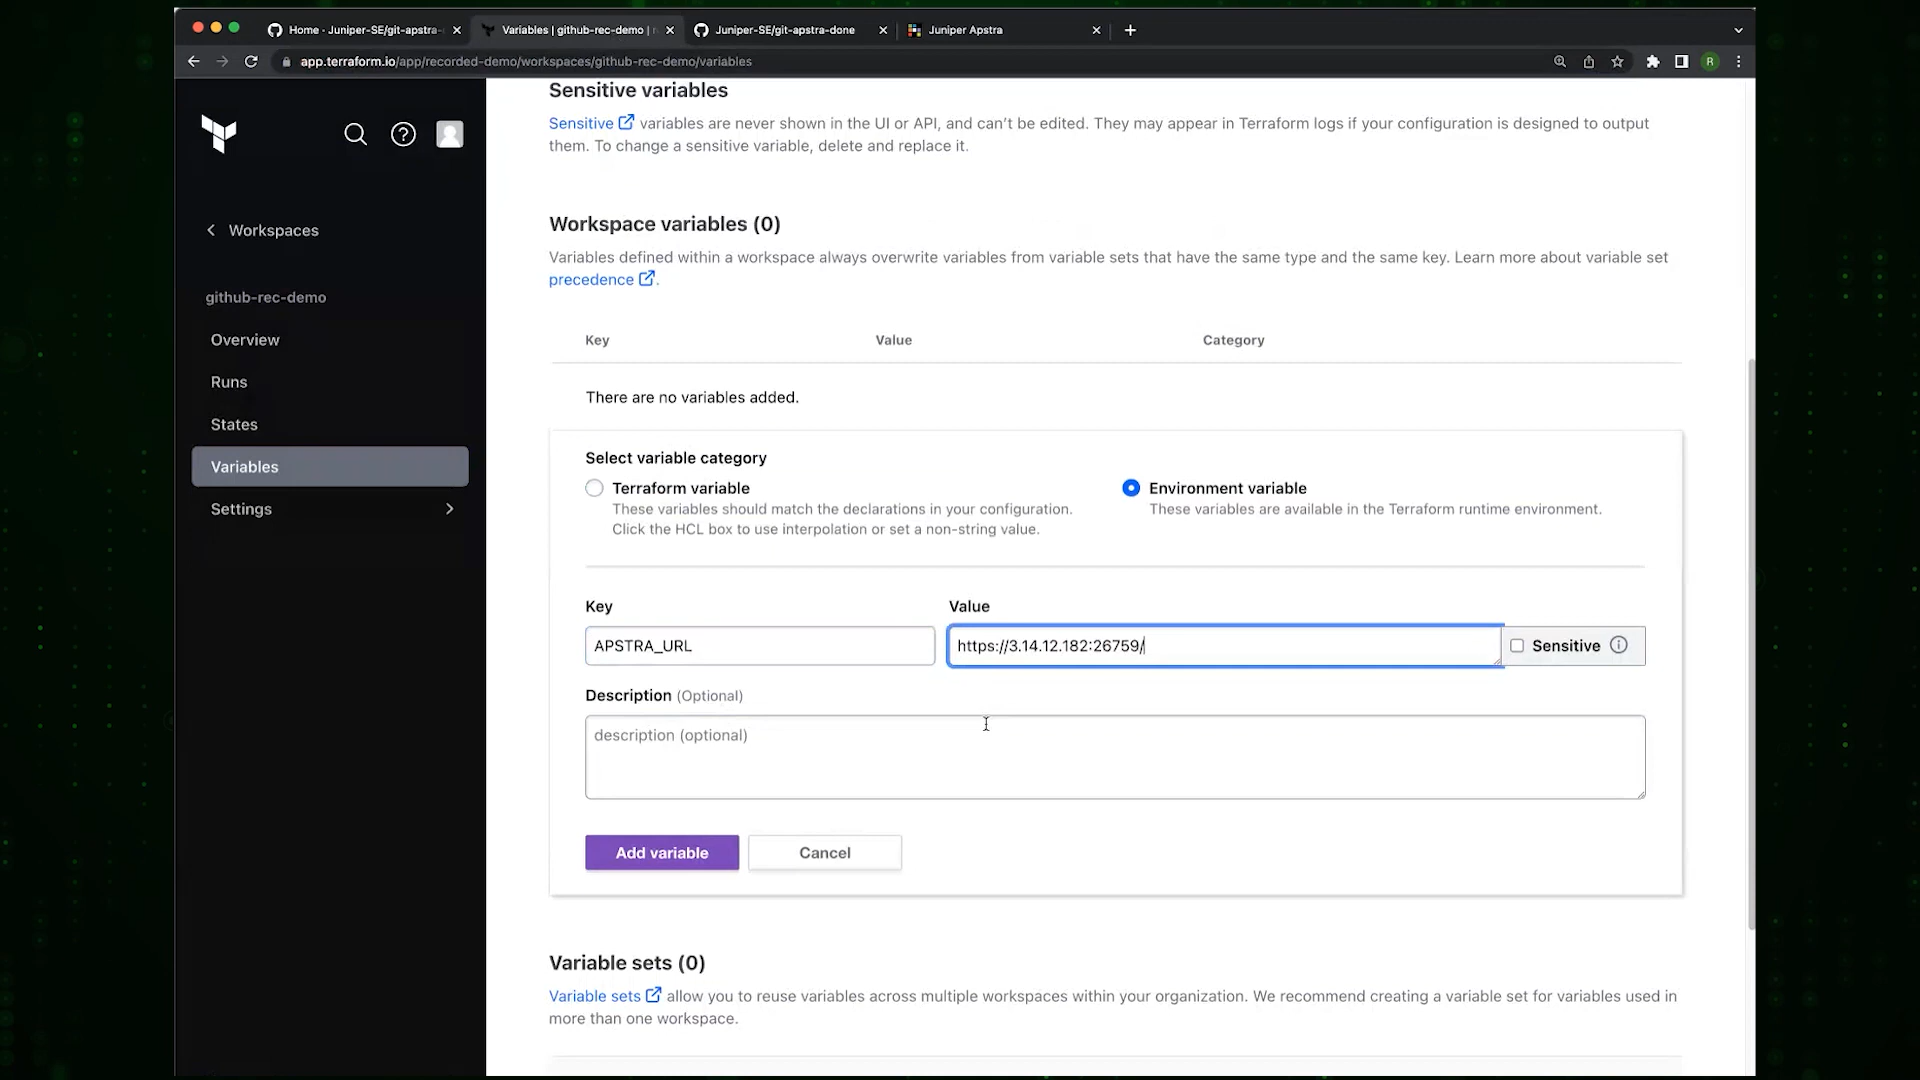 Home - Juniper-SE/git-apstra-
Variables | github-rec-demo |
Juniper-SE/git-apstra-done
Juniper Apstra
app.terraform.io/app/recorded-demo/workspaces/github-rec-demo/variables
R
Workspaces
github-rec-demo
Overview
Runs
States
Variables
Settings
Sensitive variables
Sensitive variables are never shown in the UI or API, and can't be edited. They may appear in Terraform logs if your configuration is designed to output
them. To change a sensitive variable, delete and replace it.
Workspace variables (0)
Variables defined within a workspace always overwrite variables from variable sets that have the same type and the same key. Learn more about variable set
precedence .
Key Value Category
There are no variables added.
Select variable category
Terraform variable
These variables should match the declarations in your configuration.
Click the HCL box to use interpolation or set a non-string value.
Environment variable
These variables are available in the Terraform runtime environment.
Key
APSTRA_URL
Value
https://3.14.12.182:26759/
Sensitive
Description (Optional)
description (optional)
Add variable
Cancel
Variable sets (0)
Variable sets allow you to reuse variables across multiple workspaces within your organization. We recommend creating a variable set for variables used in
more than one workspace.